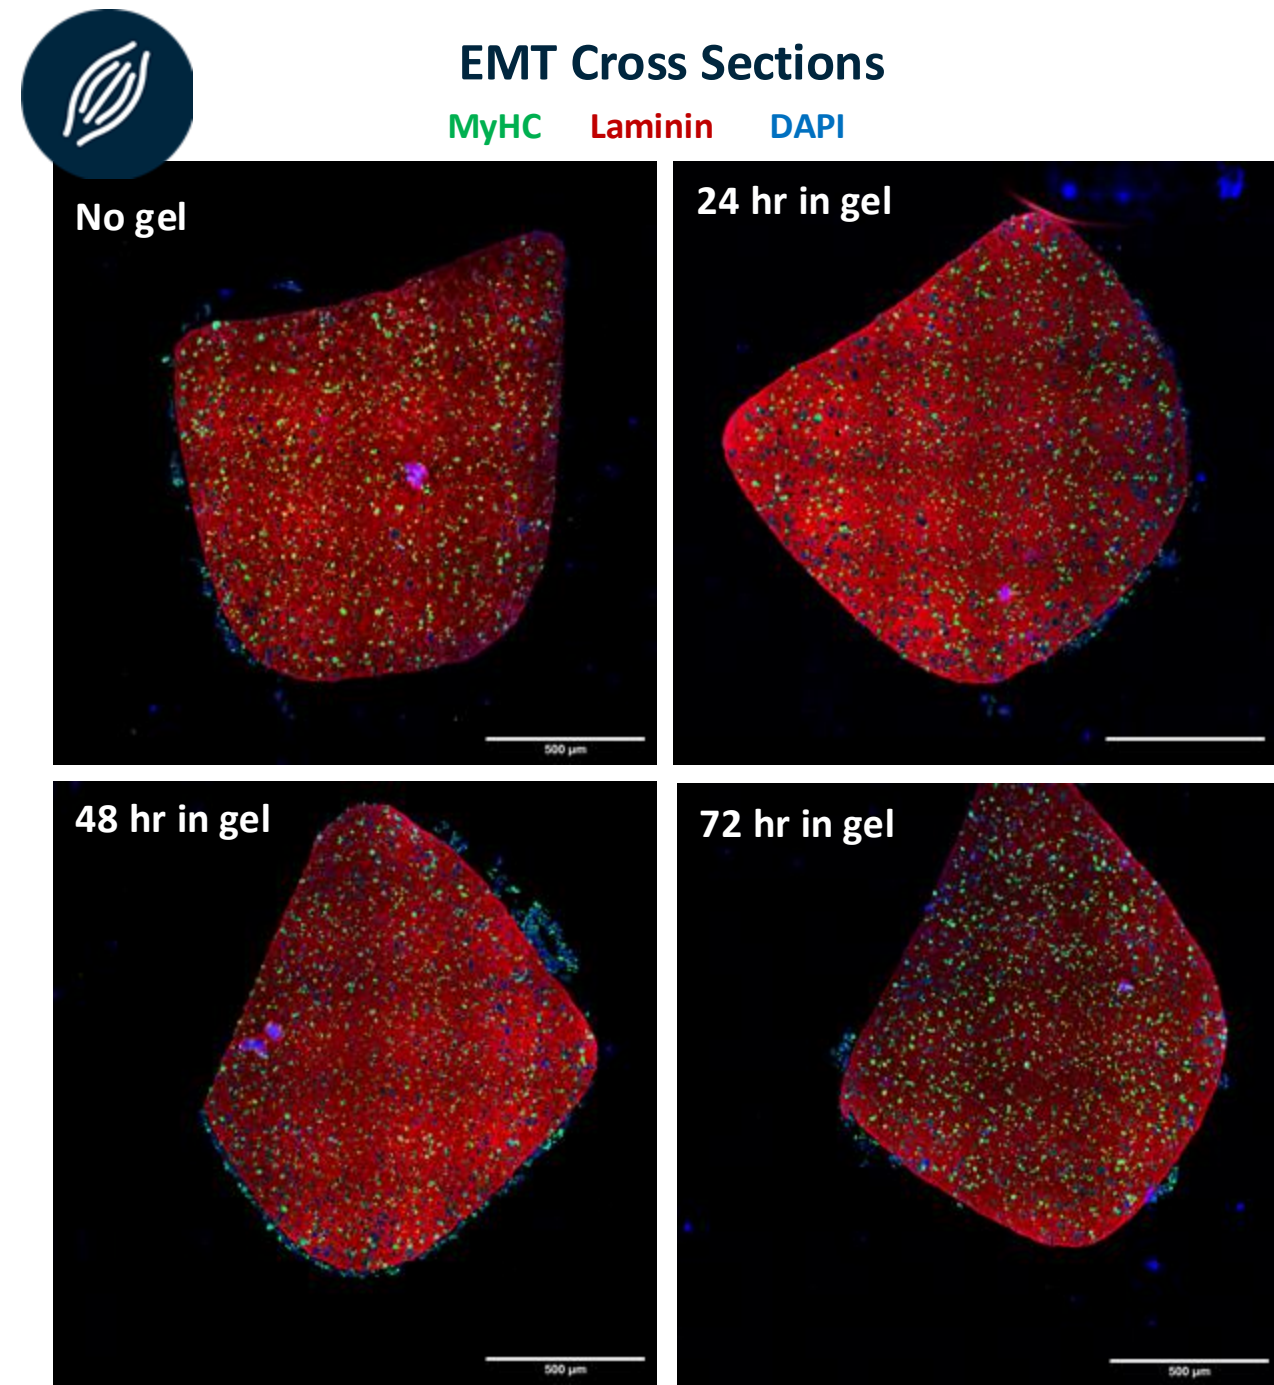 EMT Cross Sections
MyHC Laminin DAPI
No gel
500 µm
24 hr in gel
48 hr in gel
500 µm
72 hr in gel
500 µm